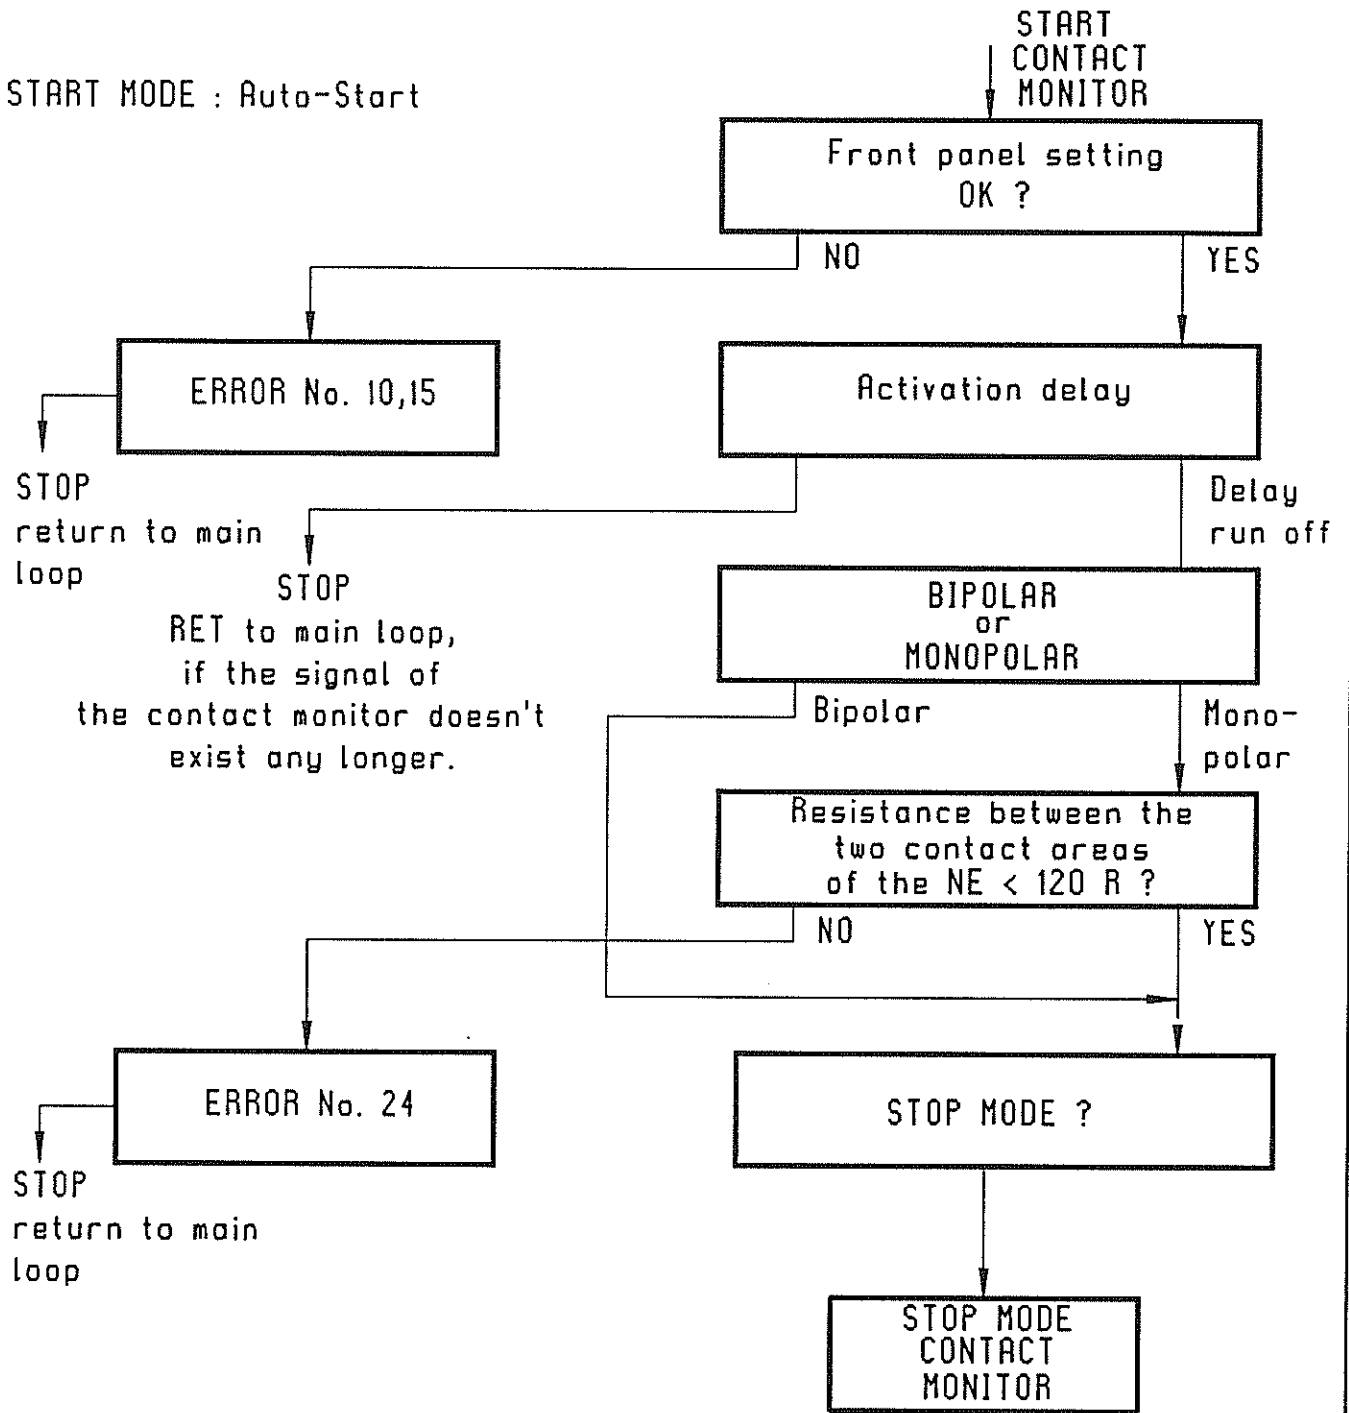 START
CONTACT
MONITOR
START MODE : Auto-Start
Front panel setting
OK ?
NO
YES
ERROR No. 10,15
Activation delay
STOP
return to main
loop
Delay
run off
STOP
RET to main loop,
if the signal of
the contact monitor doesn't
exist any longer.
BIPOLAR
or
MONOPOLAR
Bipolar
Mono-
polar
Resistance between the
two contact areas
of the NE < 120 R ?
NO
YES
ERROR No. 24
STOP MODE ?
STOP
return to main
loop
STOP MODE
CONTACT
MONITOR